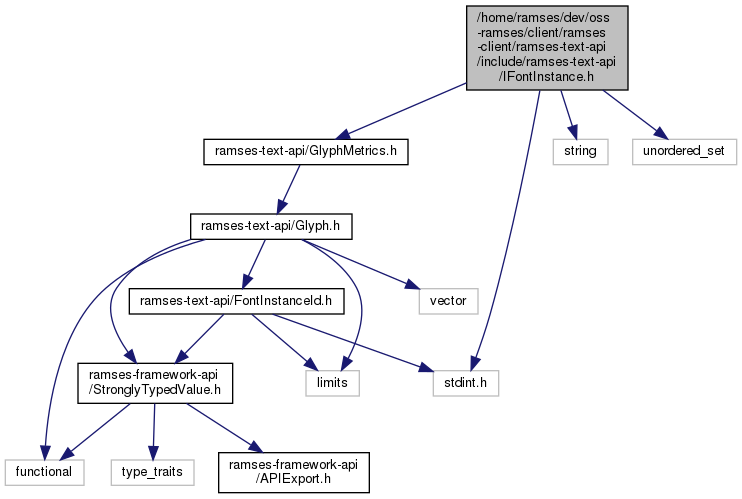 /home/ramses/dev/oss
-ramses/client/ramses
-client/ramses-text-api
/include/ramses-text-api
/IFontInstance.h
ramses-text-api/GlyphMetrics.h
string
unordered_set
ramses-text-api/Glyph.h
ramses-text-api/FontInstanceId.h
vector
ramses-framework-api
/StronglyTypedValue.h
limits
stdint.h
functional
type_traits
ramses-framework-api
/APIExport.h